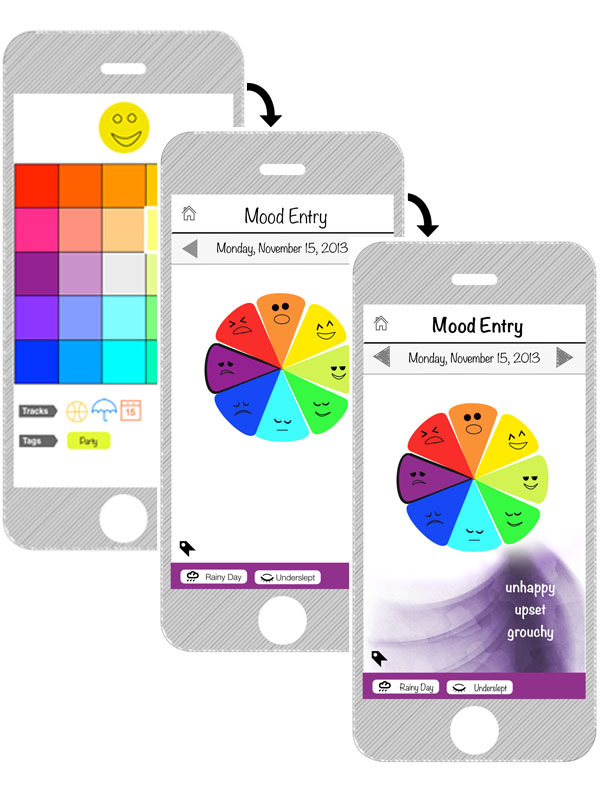 Tracks
15
Tags
Party
Mood Entry
Monday, November 15, 2013
Rainy Day
Underslept
Mood Entry
Monday, November 15, 2013
unhappy
upset
grouchy
Rainy Day
Underslept